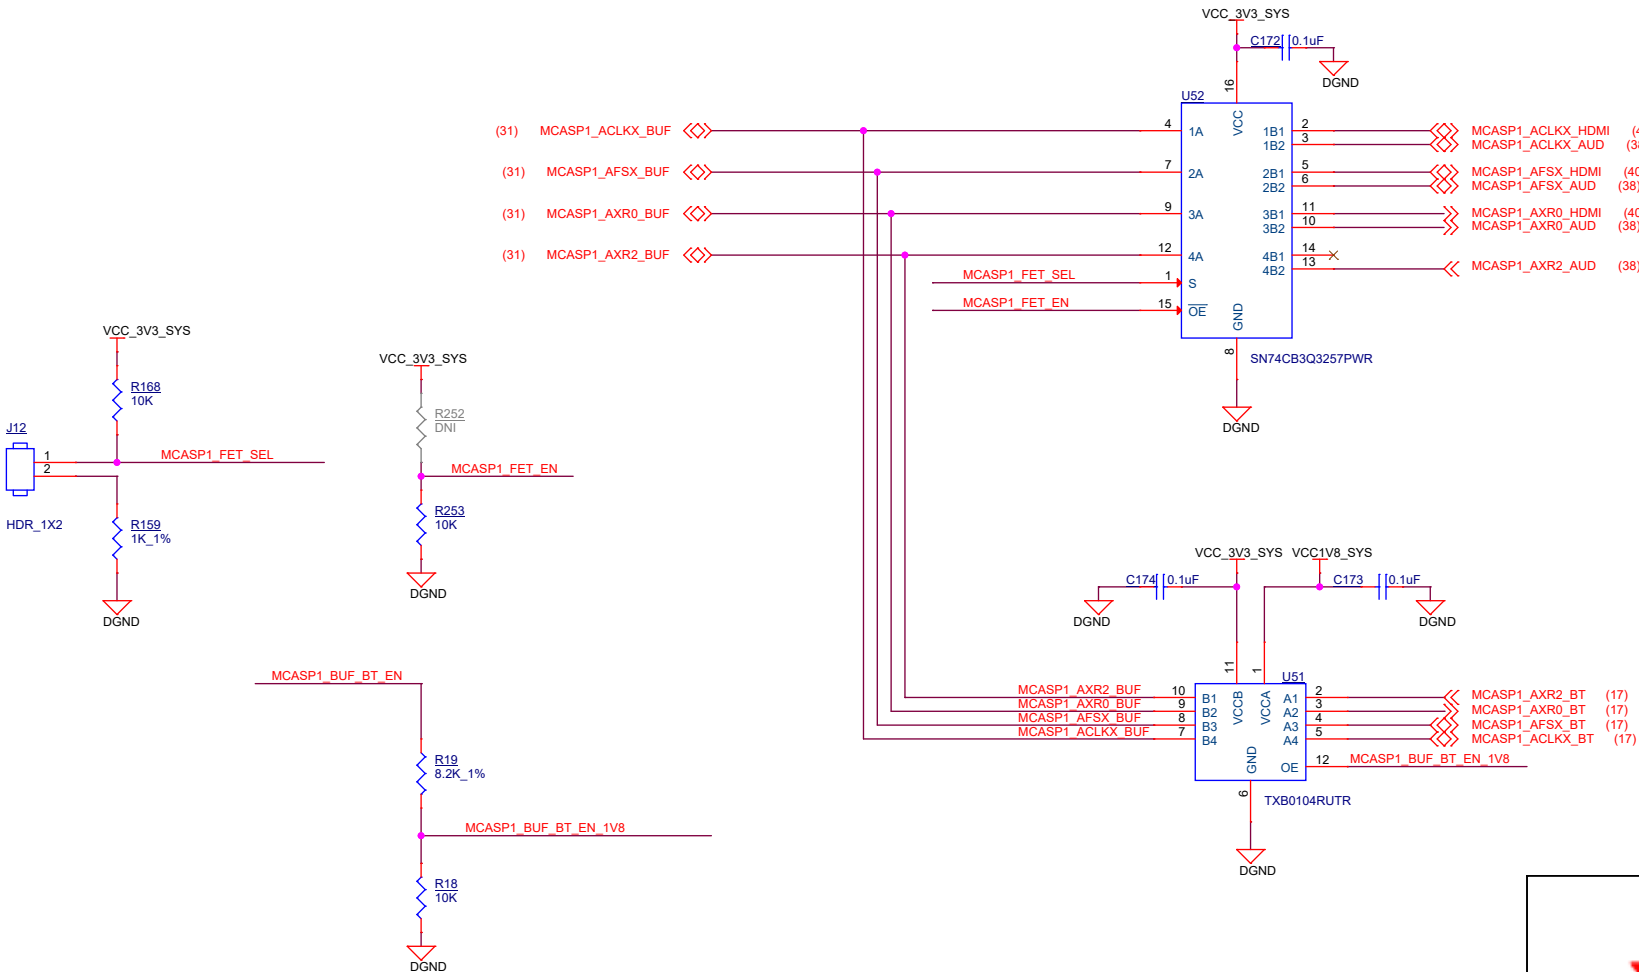 VCC_3V3_SYS
C172 0.1uF
DGND
16
U52
VCC
(31) MCASP1_ACLKX_BUF 4 1A 1B1 2 MCASP1_ACLKX_HDMI
1B2 3 MCASP1_ACLKX_AUD
(31) MCASP1_AFSX_BUF 7 2A 2B1 5 MCASP1_AFSX_HDMI (40
2B2 6 MCASP1_AFSX_AUD (38)
(31) MCASP1_AXR0_BUF 9 3A 3B1 11 MCASP1_AXR0_HDMI (40
3B2 10 MCASP1_AXR0_AUD (38)
(31) MCASP1_AXR2_BUF 12 4A 4B1 14
4B2 13 MCASP1_AXR2_AUD (38)
MCASP1_FET_SEL 1 S
MCASP1_FET_EN 15 OE
GND
8
SN74CB3Q3257PWR
DGND
VCC_3V3_SYS
R168
10K
J12
1 MCASP1_FET_SEL
2
HDR_1X2
R159
1K_1%
DGND
VCC_3V3_SYS
R252
DNI
MCASP1_FET_EN
R253
10K
DGND
VCC_3V3_SYS VCC1V8_SYS
C174 0.1uF C173 0.1uF
DGND DGND
11 1
U51
VCCB VCCA
MCASP1_AXR2_BUF 10 B1 A1 2 MCASP1_AXR2_BT (17)
MCASP1_AXR0_BUF 9 B2 A2 3 MCASP1_AXR0_BT (17)
MCASP1_AFSX_BUF 8 B3 A3 4 MCASP1_AFSX_BT (17)
MCASP1_ACLKX_BUF 7 B4 A4 5 MCASP1_ACLKX_BT (17)
GND OE 12 MCASP1_BUF_BT_EN_1V8
6
TXB0104RUTR
DGND
MCASP1_BUF_BT_EN
R19
8.2K_1%
MCASP1_BUF_BT_EN_1V8
R18
10K
DGND